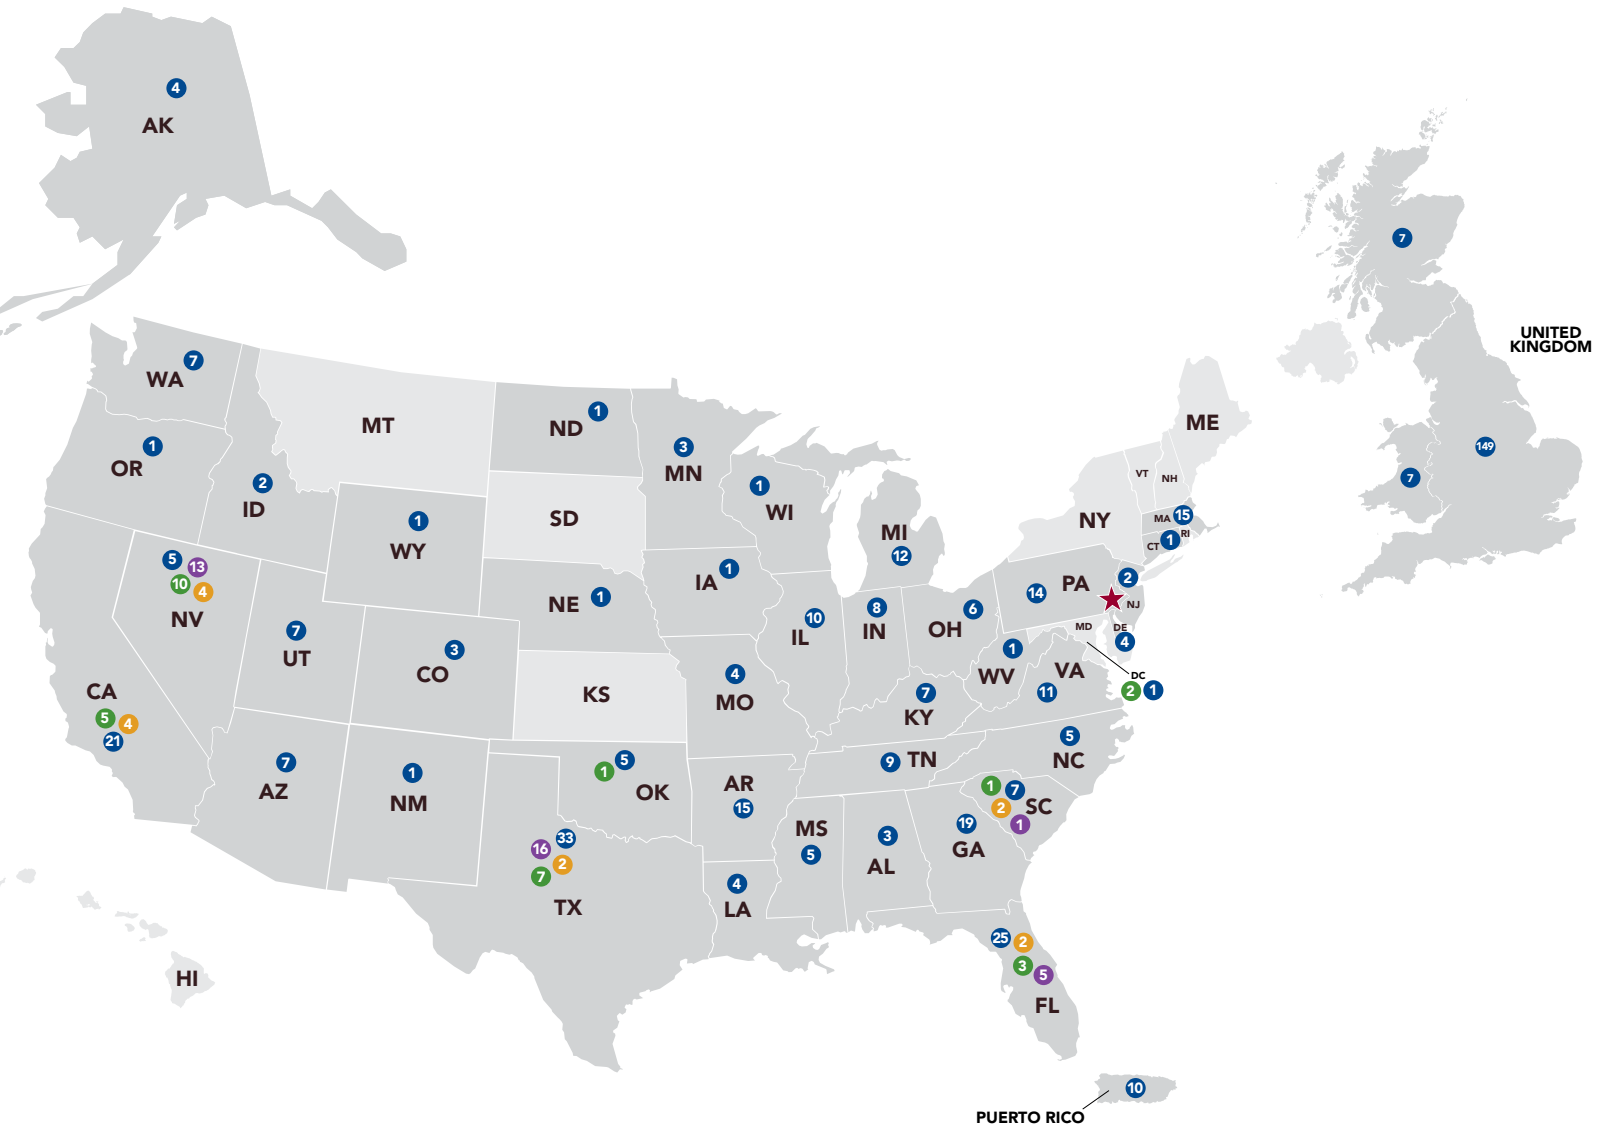 4
AK
7
UNITED
KINGDOM
149
7
7
WA
1
OR
2
ID
MT
1
ND
3
MN
1
WI
MI
12
ME
VT
NH
NY
MA 15
RI
CT 1
SD
1
WY
5
13
10
4
NV
IA 1
NE 1
10
IL
8
IN
6
OH
14 PA
2
NJ
MD
DE
4
DC
2 1
7
UT
3
CO
KS
4
MO
1
WV
VA
11
7
KY
CA
5
4
21
7
AZ
1
NM
5
1
OK
AR
15
9 TN
5
NC
1
7
2
SC
1
19
GA
MS
5
3
AL
33
16
2
7
TX
4
LA
HI
25
2
3
5
FL
10
PUERTO RICO